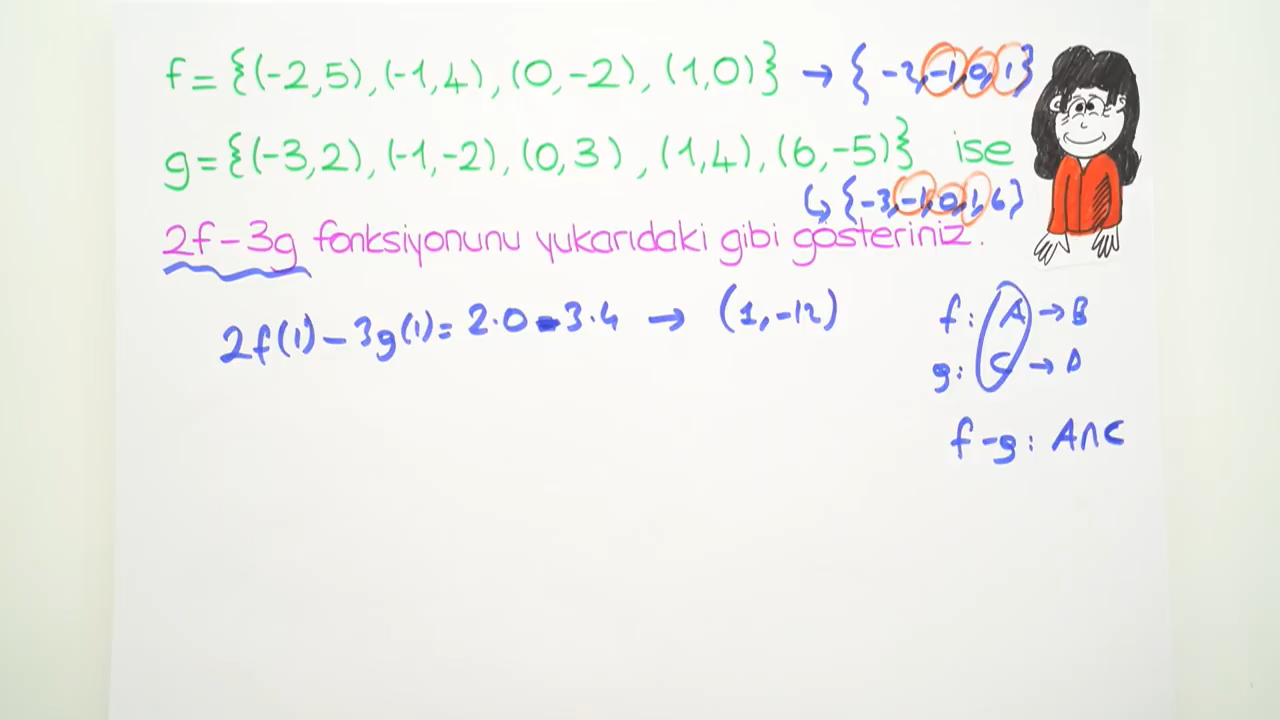 f = {(-2,5), (-1,4), (0,-2), (1,0)} → {-2,-1,0,1}
g = {(-3,2), (-1,-2), (0,3), (1,4), (6,-5)} ise
↳ {-3,-1,0,1,6}
2f-3g fonksiyonunu yukarıdaki gibi gösteriniz.
2f(1)-3g(1)= 2.0-3.4 → (1,-12)
f: A → B
g: C → D
f-g: A∩C